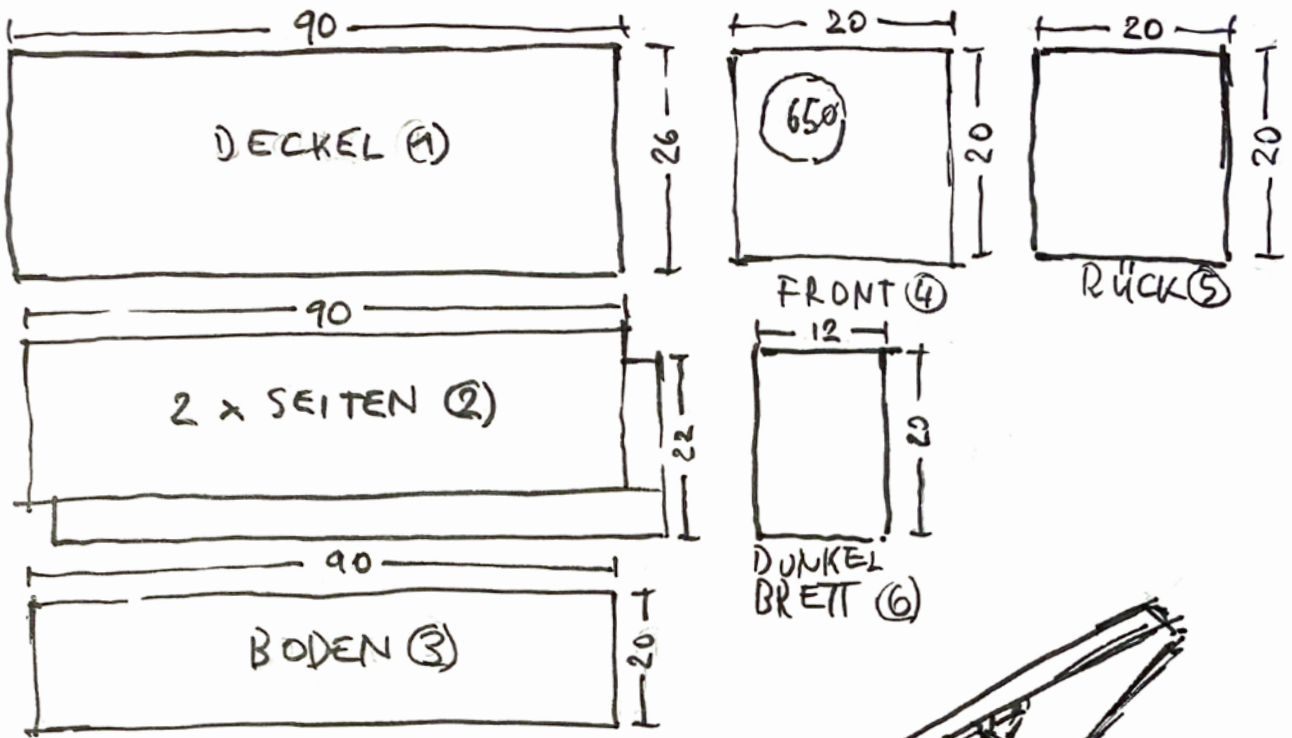 90
DECKEL ①
26
20
650
20
FRONT ④
20
20
RÜCK ⑤
90
2 x SEITEN ②
22
12
20
DUNKEL
BRETT ⑥
90
BODEN ③
20